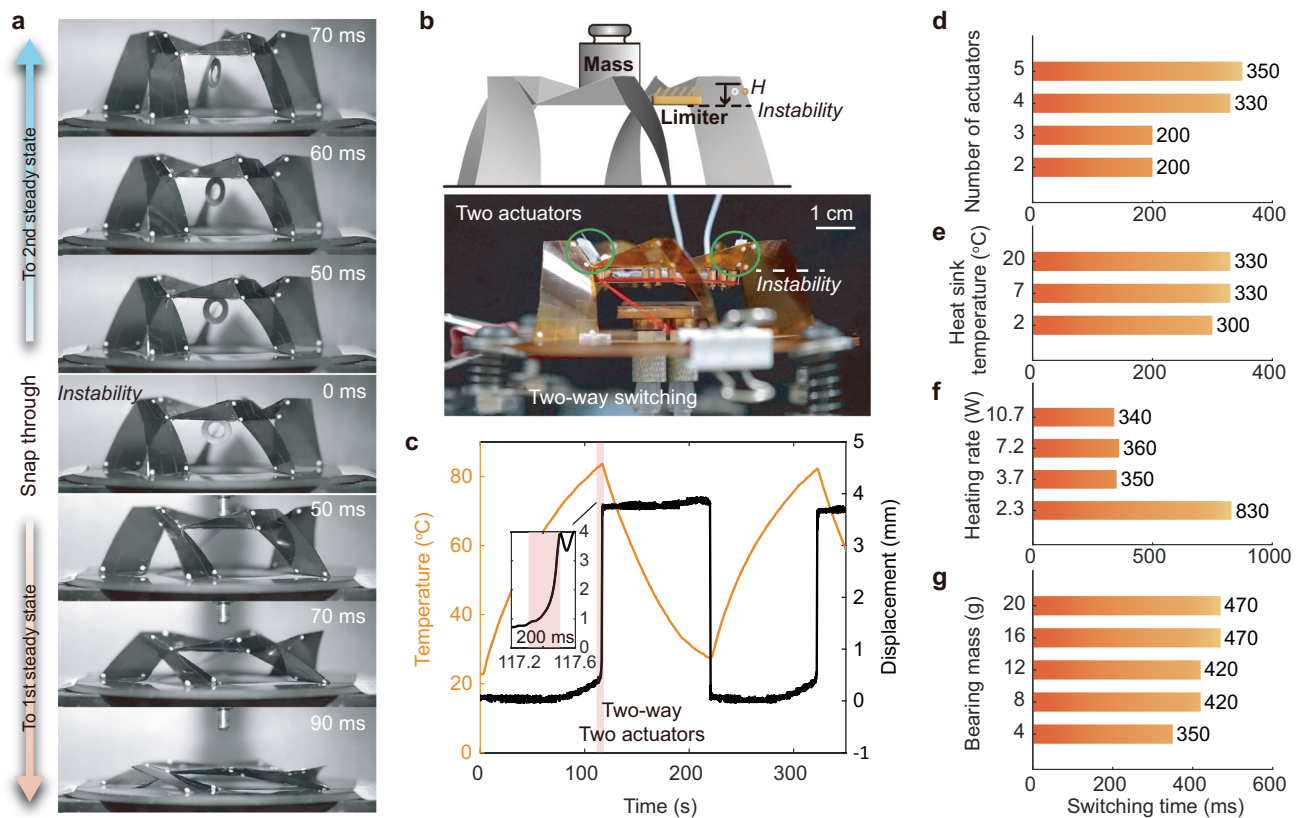 a
To 2nd steady state
Snap through
To 1st steady state
70 ms
60 ms
50 ms
Instability
0 ms
50 ms
70 ms
90 ms
b
Mass
H
Instability
Limiter
Two actuators
1 cm
Instability
Two-way switching
c
Temperature (°C)
80
60
40
20
0
Displacement (mm)
5
4
3
2
1
0
-1
4
3
2
1
0
200 ms
117.2
117.6
Two-way
Two actuators
0
100
200
300
Time (s)
d
Number of actuators
5
350
4
330
3
200
2
200
0
200
400
e
Heat sink
temperature (°C)
20
330
7
330
2
300
0
200
400
f
Heating rate (W)
10.7
340
7.2
360
3.7
350
2.3
830
0
500
1000
g
Bearing mass (g)
20
470
16
470
12
420
8
420
4
350
0
200
400
600
Switching time (ms)